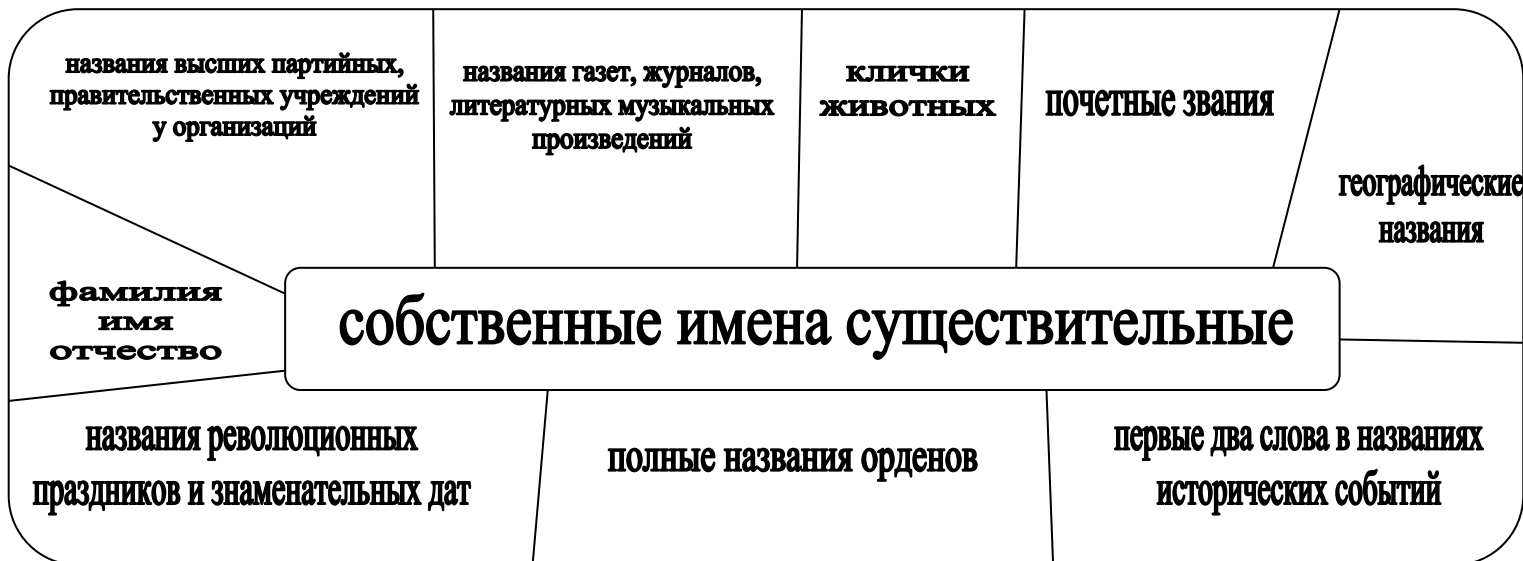 названия высших партийных,
правительственных учреждений
у организаций
названия газет, журналов,
литературных музыкальных
произведений
клички
животных
почетные звания
географические
названия
фамилия
имя
отчество
собственные имена существительные
названия революционных
праздников и знаменательных дат
полные названия орденов
первые два слова в названиях
исторических событий